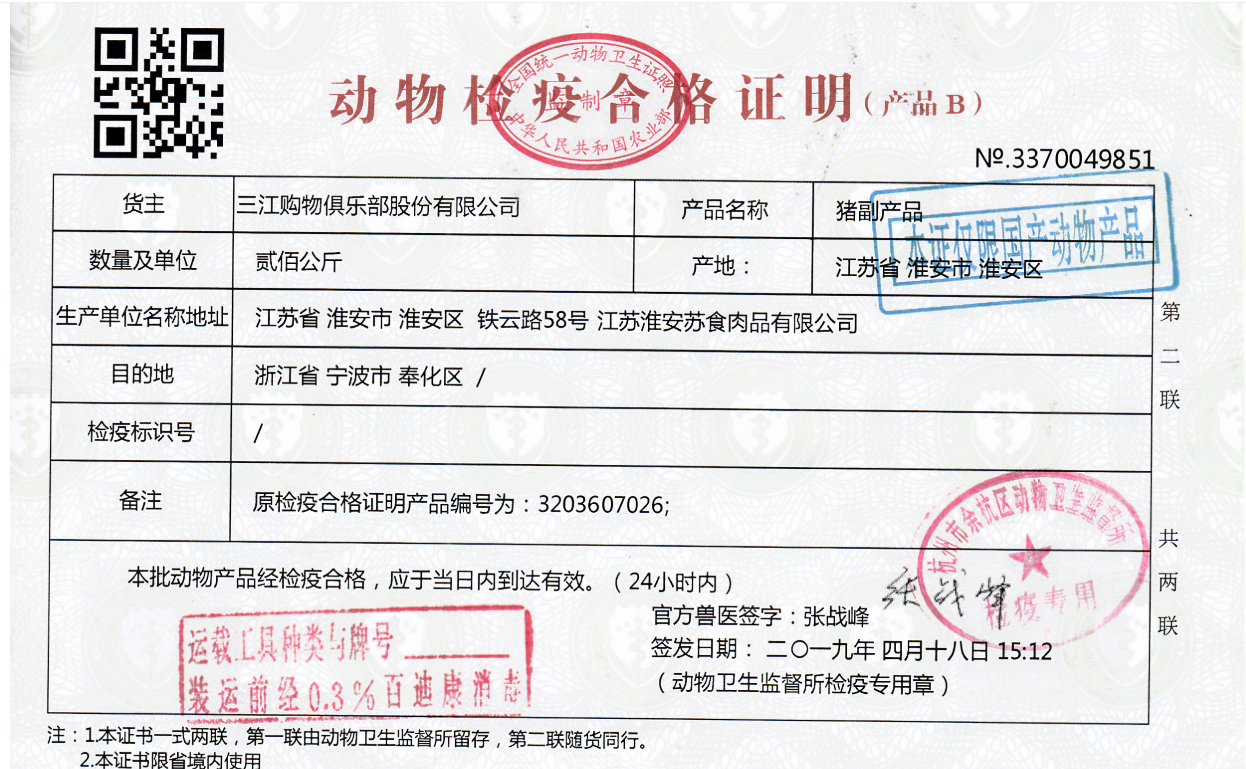 动物检疫合格证明(产品B)
全国统一动物卫生证照
监制章
中华人民共和国农业部
№.3370049851
货主 三江购物俱乐部股份有限公司 产品名称 猪副产品
本证仅限国产动物产品
数量及单位 贰佰公斤 产地： 江苏省 淮安市 淮安区
生产单位名称地址 江苏省 淮安市 淮安区 铁云路58号 江苏淮安苏食肉品有限公司
目的地 浙江省 宁波市 奉化区 /
检疫标识号 /
备注 原检疫合格证明产品编号为：3203607026;
第二联
共两联
杭州市余杭区动物卫生监督所
检疫专用
本批动物产品经检疫合格，应于当日内到达有效。（24小时内）
官方兽医签字：张战峰
张战峰
签发日期： 二〇一九年 四月十八日 15:12
（动物卫生监督所检疫专用章）
运载工具种类与牌号
装运前经0.3%百迪康消毒
注：1.本证书一式两联，第一联由动物卫生监督所留存，第二联随货同行。
2.本证书限省境内使用